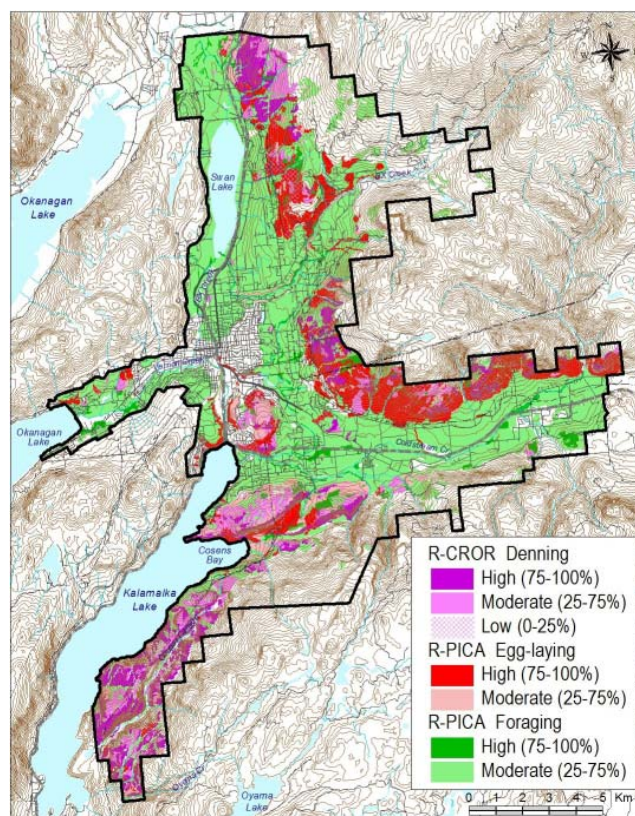 Swan
Lake
Okanagan
Lake
Okanagan
Lake
Coldstream Cr
Cosens
Bay
Kalamalka
Lake
Oyama
Lake
R-CROR Denning
High (75-100%)
Moderate (25-75%)
Low (0-25%)
R-PICA Egg-laying
High (75-100%)
Moderate (25-75%)
R-PICA Foraging
High (75-100%)
Moderate (25-75%)
0 1 2 3 4 5 Km